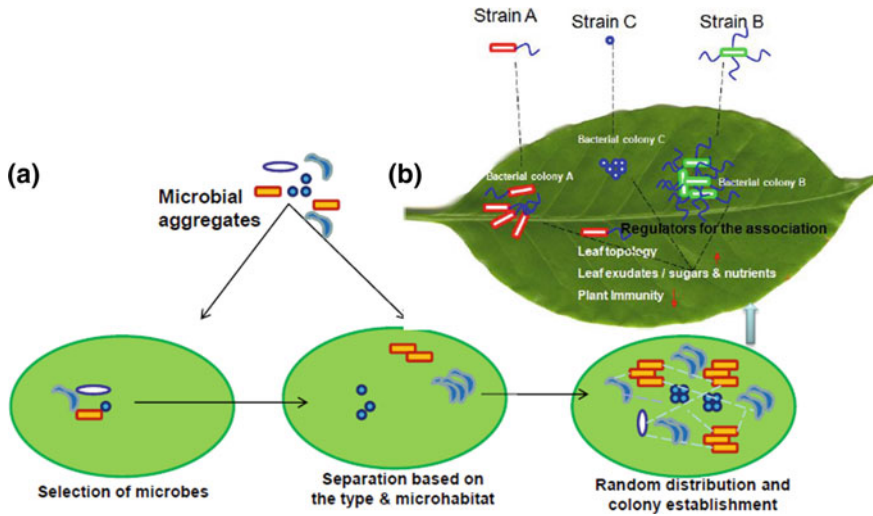 (a)
Microbial
aggregates
Selection of microbes
Separation based on
the type & microhabitat
Random distribution and
colony establishment
(b)
Strain A
Strain C
Strain B
Bacterial colony A
Bacterial colony C
Bacterial colony B
Regulators for the association
Leaf topology
Leaf exudates / sugars & nutrients
Plant Immunity